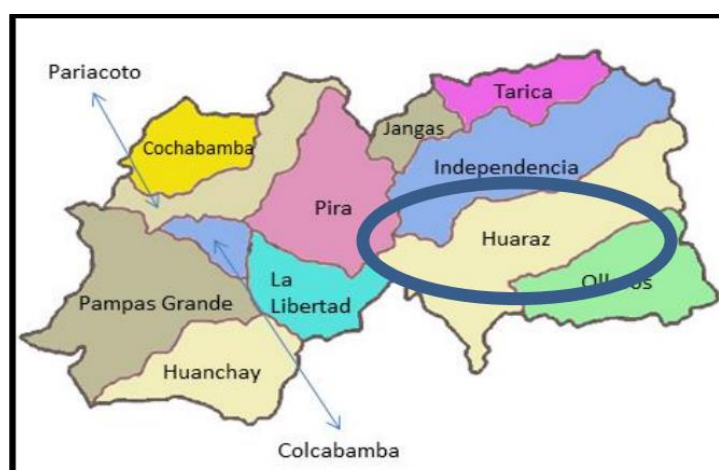 Pariacoto
Tarica
Jangas
Cochabamba
Independencia
Pira
Huaraz
La
Libertad
Pampas Grande
Huanchay
Colcabamba